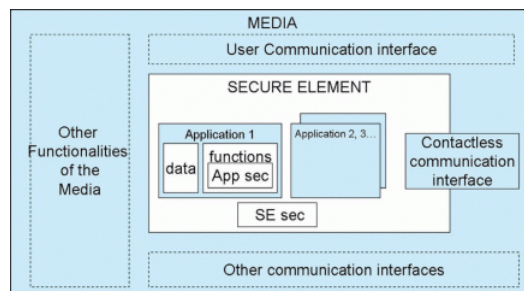 MEDIA
User Communication interface
SECURE ELEMENT
Other
Functionalities
of the
Media
Application 1
data
functions
App sec
Application 2, 3...
Contactless
communication
interface
SE sec
Other communication interfaces